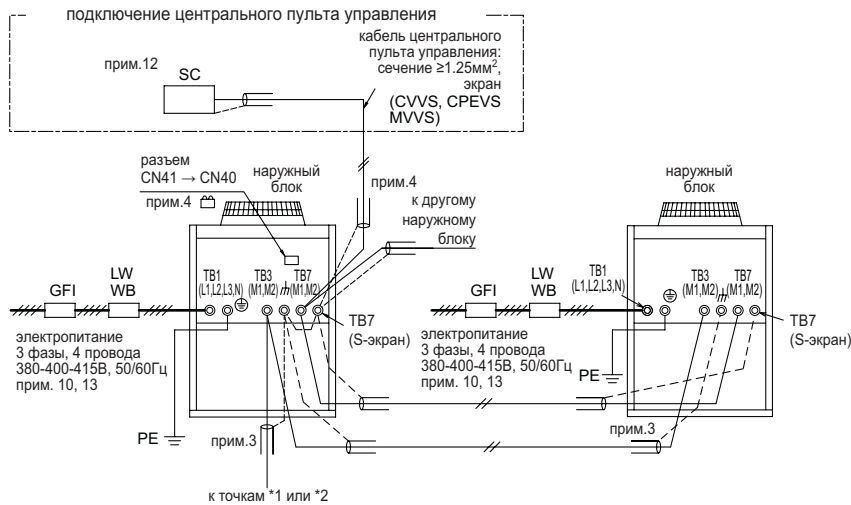 подключение центрального пульта управления
прим.12
SC
кабель центрального
пульта управления:
сечение ≥1.25мм²,
экран
(CVVS, CPEVS
MVVS)
разъем
CN41 → CN40
прим.4
наружный
блок
прим.4
к другому
наружному
блоку
наружный
блок
GFI
LW
WB
TB1
(L1,L2,L3,N)
TB3
(M1,M2)
TB7
(M1,M2)
TB7
(S-экран)
электропитание
3 фазы, 4 провода
380-400-415В, 50/60Гц
прим. 10, 13
PE
прим.3
к точкам *1 или *2
GFI
LW
WB
TB1
(L1,L2,L3,N)
TB3
(M1,M2)
TB7
(M1,M2)
TB7
(S-экран)
электропитание
3 фазы, 4 провода
380-400-415В, 50/60Гц
прим. 10, 13
PE
прим.3